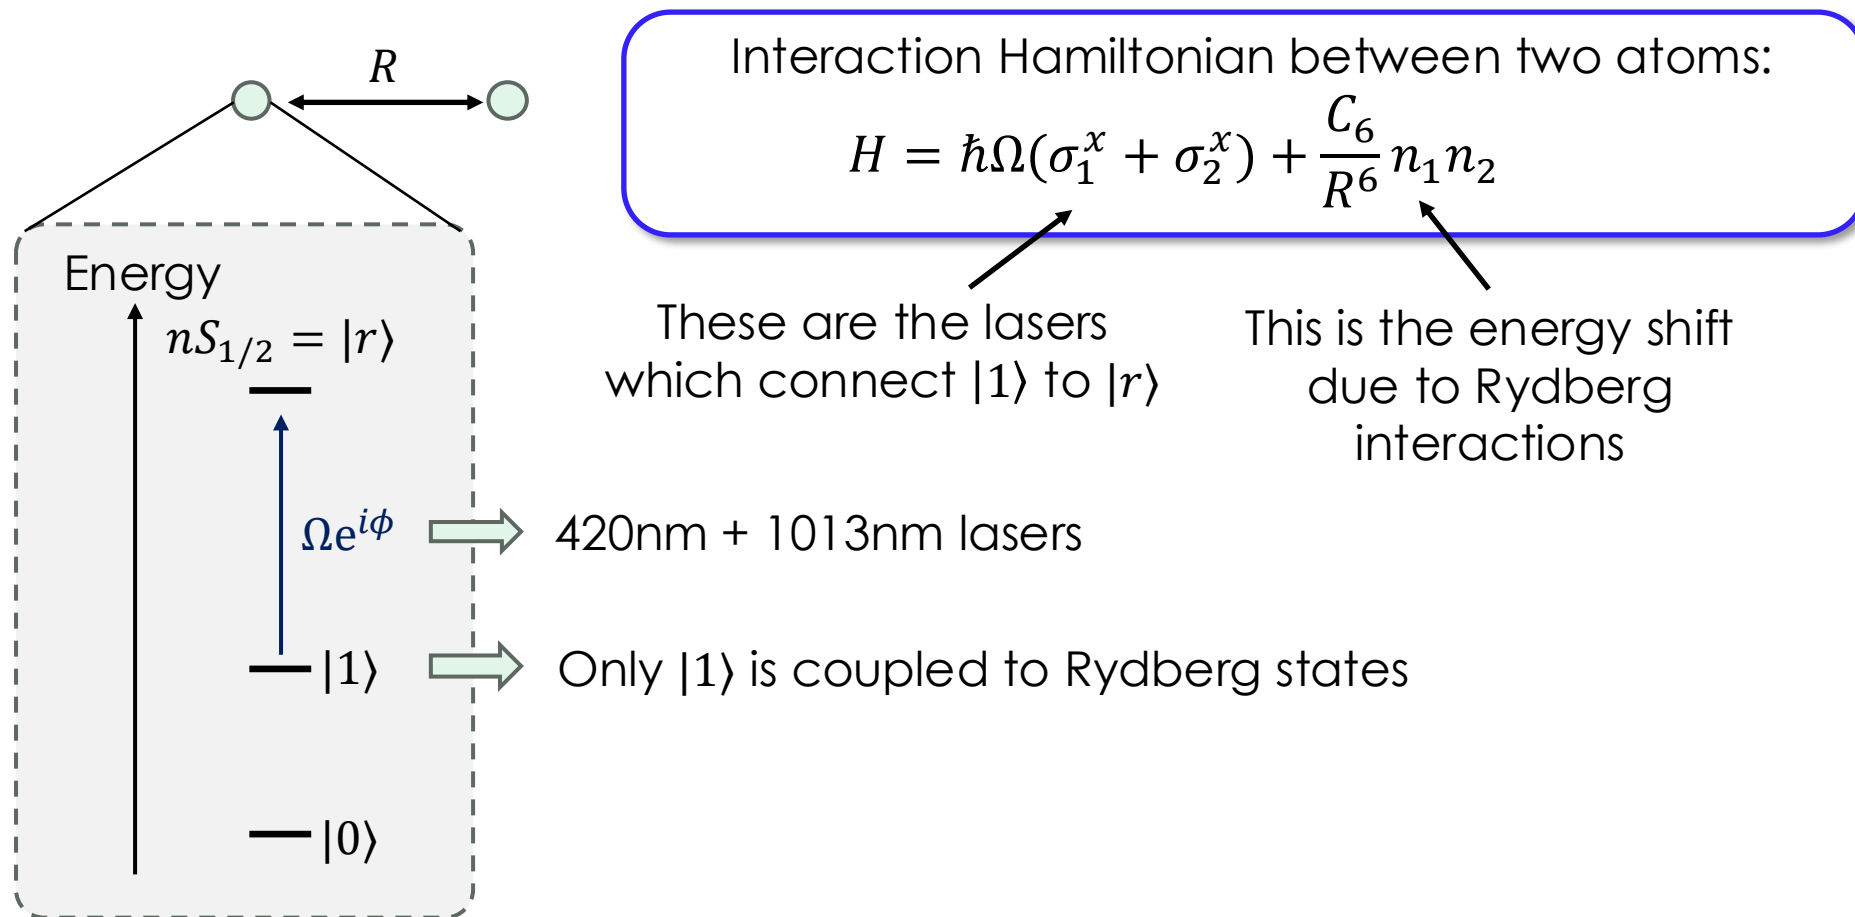 R
Interaction Hamiltonian between two atoms:
H = ℏΩ(σ₁ˣ + σ₂ˣ) + C₆/R⁶ n₁n₂
Energy
nS₁/₂ = |r⟩
These are the lasers
which connect |1⟩ to |r⟩
This is the energy shift
due to Rydberg
interactions
Ωe^{iϕ}
420nm + 1013nm lasers
|1⟩
Only |1⟩ is coupled to Rydberg states
|0⟩